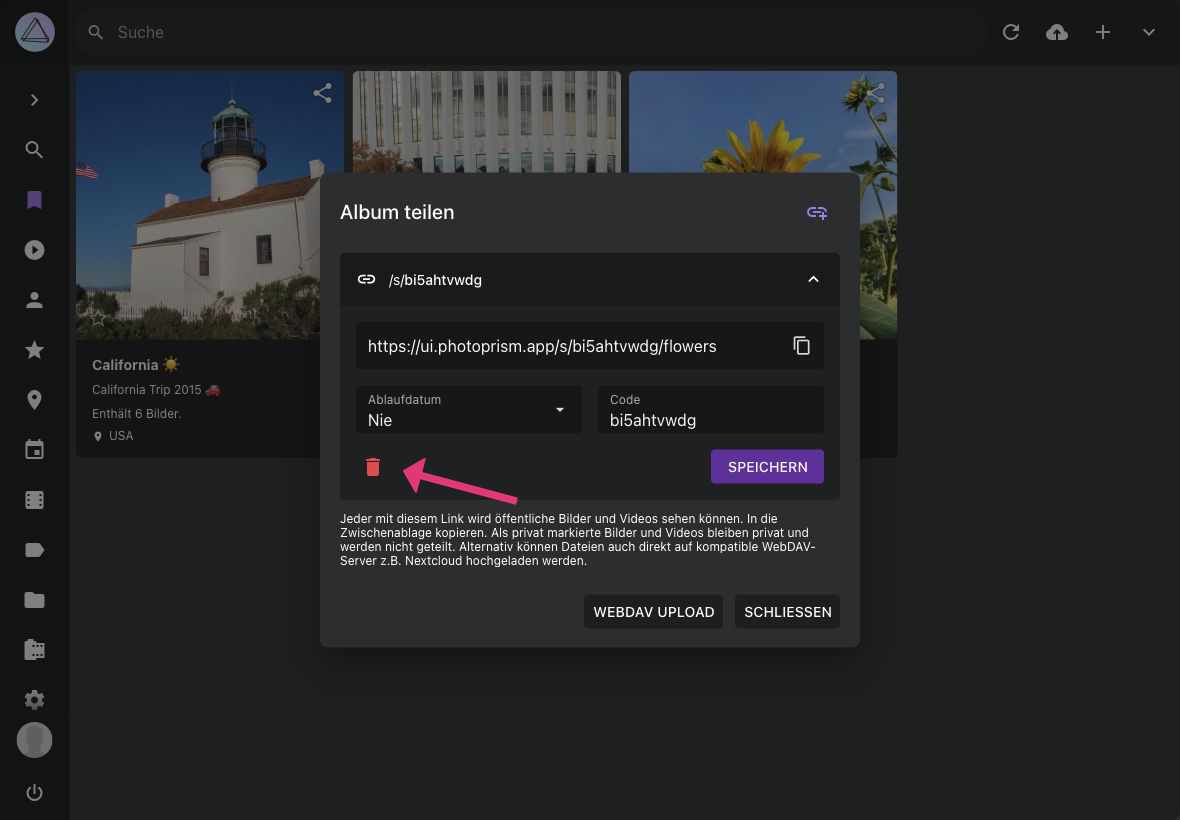 Suche
Album teilen
/s/bi5ahtvwdg
https://ui.photoprism.app/s/bi5ahtvwdg/flowers
Ablaufdatum
Nie
Code
bi5ahtvwdg
SPEICHERN
Jeder mit diesem Link wird öffentliche Bilder und Videos sehen können. In die
Zwischenablage kopieren. Als privat markierte Bilder und Videos bleiben privat und
werden nicht geteilt. Alternativ können Dateien auch direkt auf kompatible WebDAV-
Server z.B. Nextcloud hochgeladen werden.
WEBDAV UPLOAD
SCHLIESSEN
California ☀️
California Trip 2015 🚗
Enthält 6 Bilder.
USA